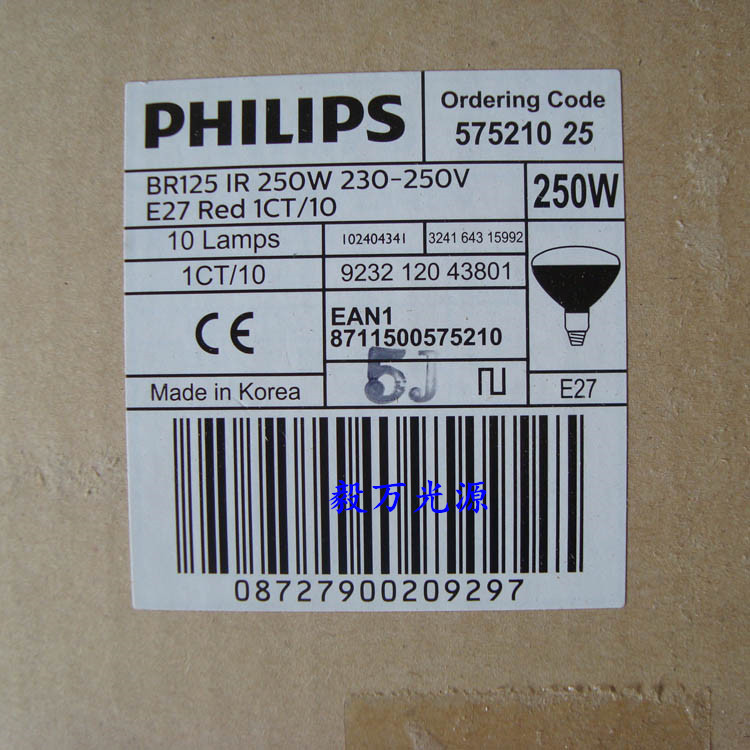 PHILIPS
Ordering Code
575210 25
BR125 IR 250W 230-250V
E27 Red 1CT/10
250W
10 Lamps
102404341
3241 643 15992
1CT/10
9232 120 43801
CE
EAN1
8711500575210
5J
Made in Korea
E27
毅万光源
08727900209297